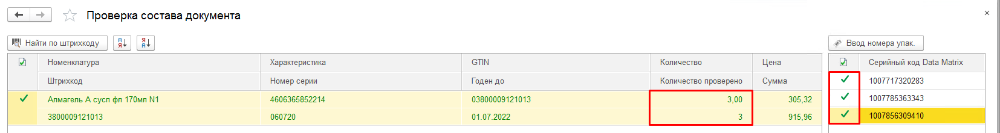 Проверка состава документа
×
Найти по штрихкоду
А Я
Я А
Ввод номера упак.
Номенклатура Характеристика GTIN Количество Цена Серийный код Data Matrix
Штрихкод Номер серии Годен до Количество проверено Сумма 1007717320283
Алмагель А сусп фл 170мл N1 4606365852214 03800009121013 3,00 305,32 1007785363343
3800009121013 060720 01.07.2022 3 915,96 1007856309410